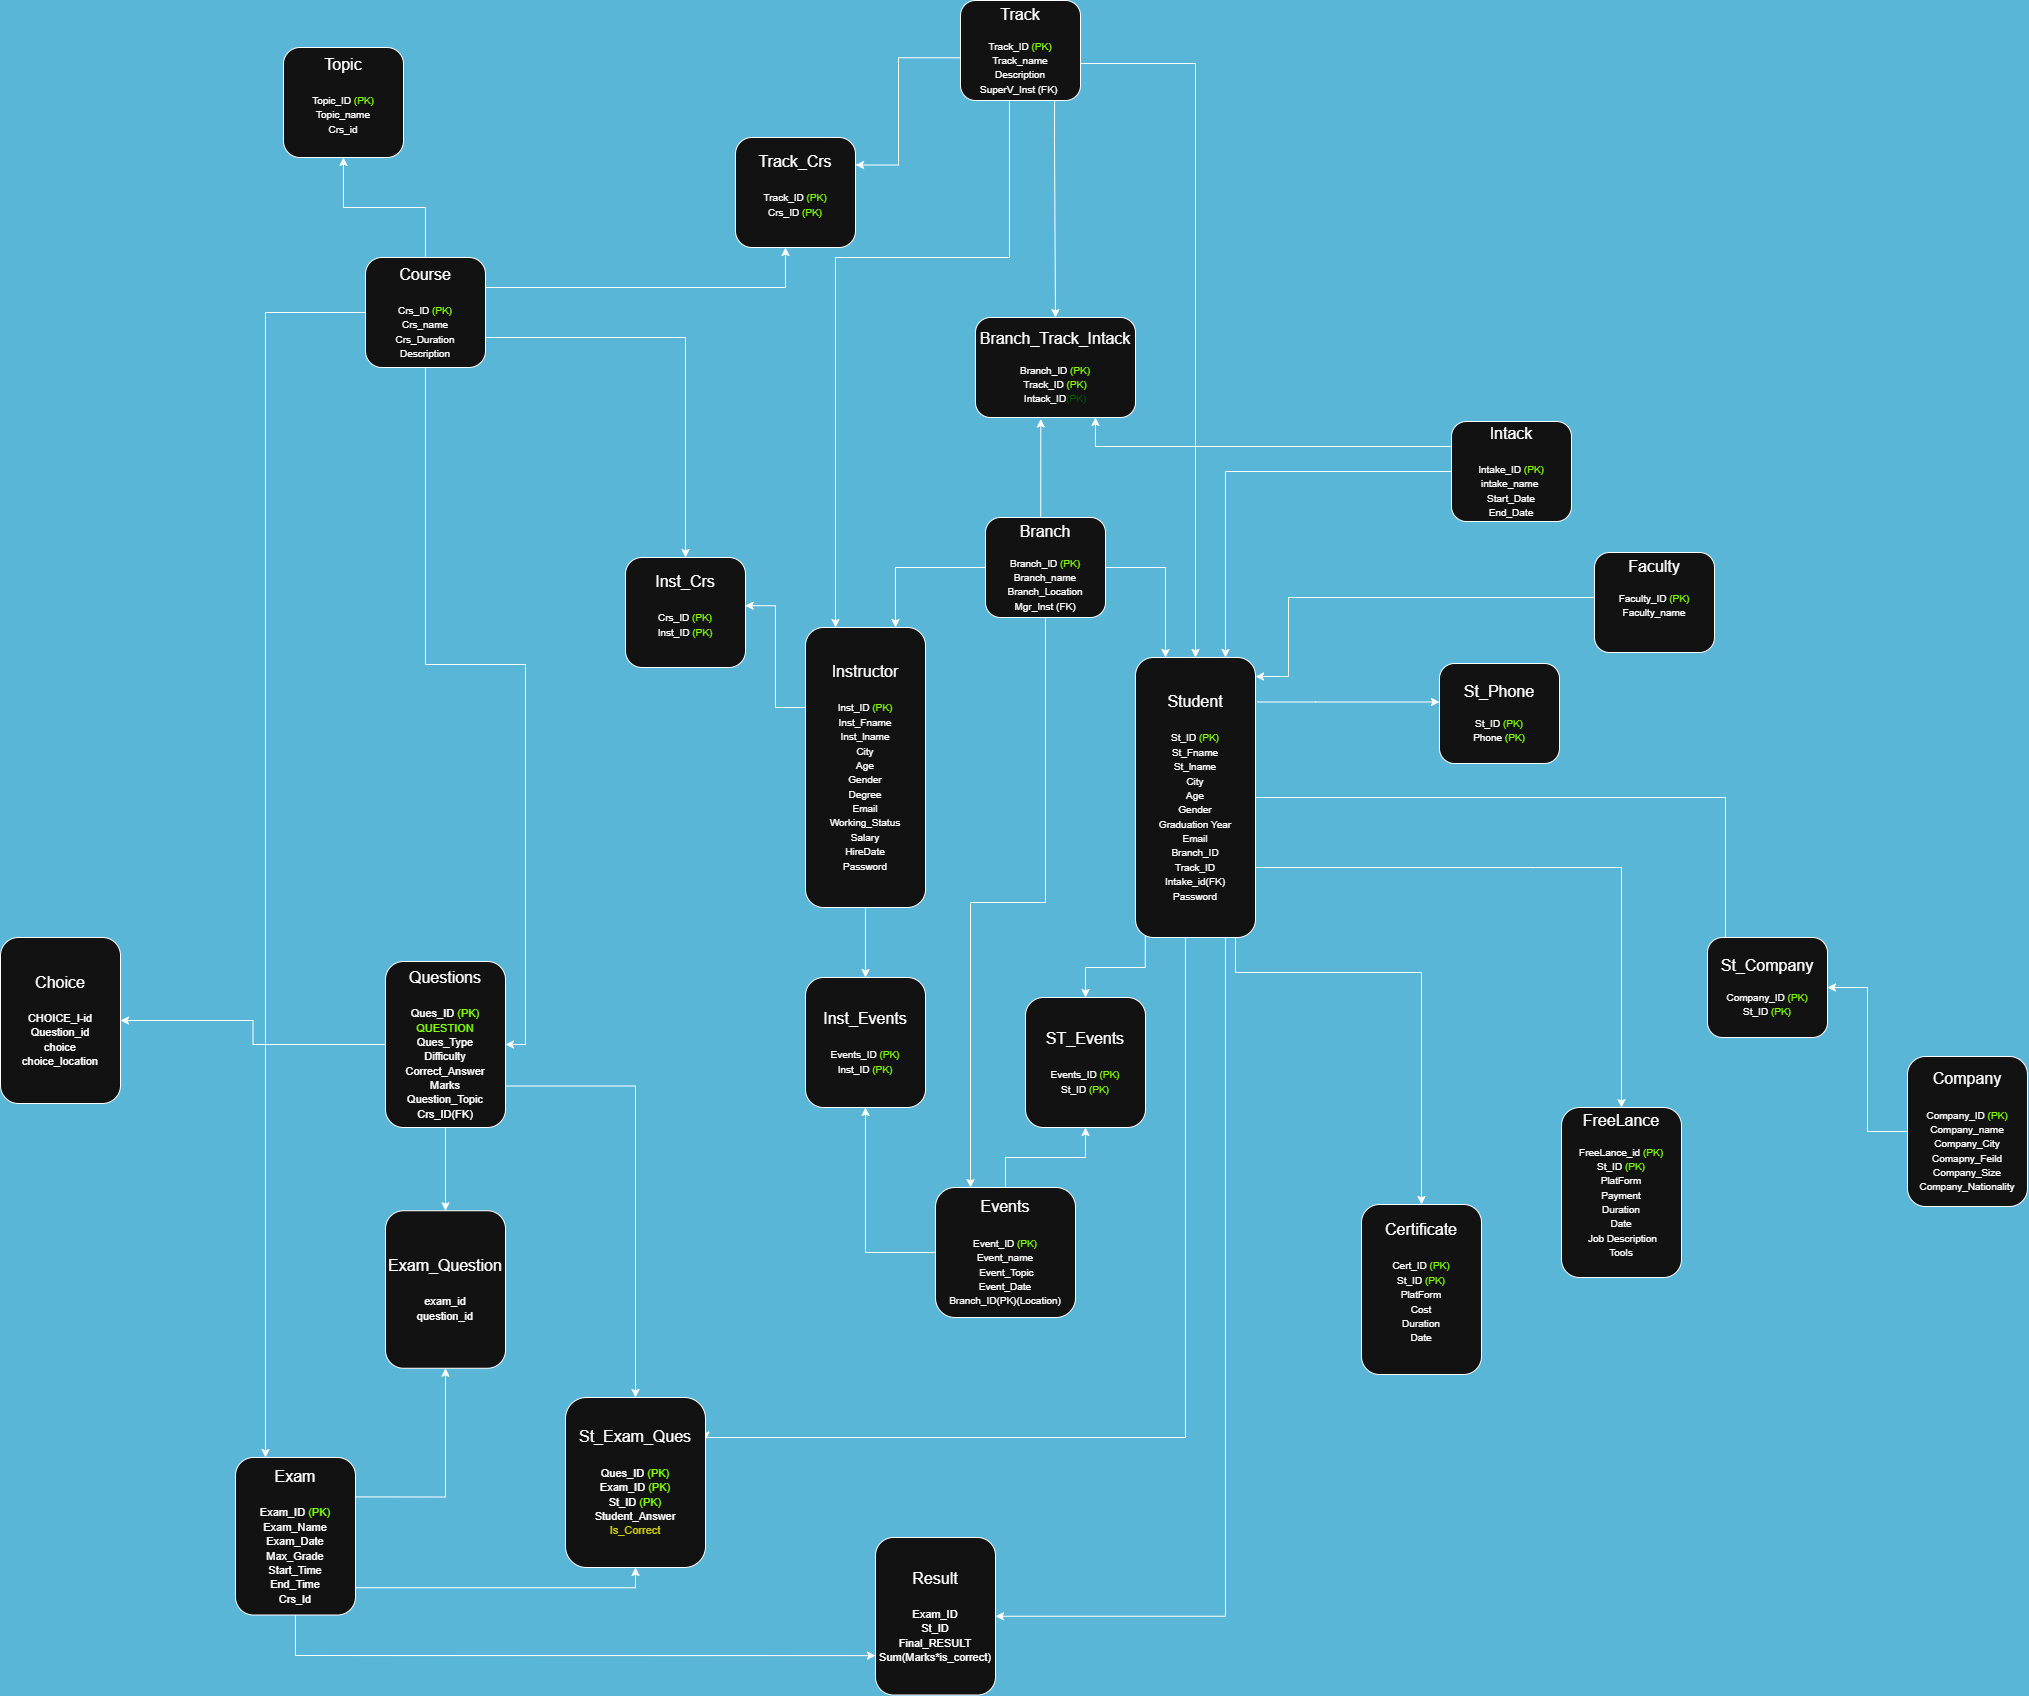 Track
Track_ID (PK)
Track_name
Description
SuperV_Inst (FK)
Topic
Topic_ID (PK)
Topic_name
Crs_id
Track_Crs
Track_ID (PK)
Crs_ID (PK)
Course
Crs_ID (PK)
Crs_name
Crs_Duration
Description
Branch_Track_Intack
Branch_ID (PK)
Track_ID (PK)
Intack_ID(PK)
Intack
Intake_ID (PK)
intake_name
Start_Date
End_Date
Branch
Branch_ID (PK)
Branch_name
Branch_Location
Mgr_Inst (FK)
Inst_Crs
Crs_ID (PK)
Inst_ID (PK)
Faculty
Faculty_ID (PK)
Faculty_name
Instructor
Inst_ID (PK)
Inst_Fname
Inst_lname
City
Age
Gender
Degree
Email
Working_Status
Salary
HireDate
Password
Student
St_ID (PK)
St_Fname
St_lname
City
Age
Gender
Graduation Year
Email
Branch_ID
Track_ID
Intake_id(FK)
Password
St_Phone
St_ID (PK)
Phone (PK)
Choice
CHOICE_I-id
Question_id
choice
choice_location
Questions
Ques_ID (PK)
QUESTION
Ques_Type
Difficulty
Correct_Answer
Marks
Question_Topic
Crs_ID(FK)
Inst_Events
Events_ID (PK)
Inst_ID (PK)
ST_Events
Events_ID (PK)
St_ID (PK)
St_Company
Company_ID (PK)
St_ID (PK)
Company
Company_ID (PK)
Company_name
Company_City
Comapny_Feild
Company_Size
Company_Nationality
FreeLance
FreeLance_id (PK)
St_ID (PK)
PlatForm
Payment
Duration
Date
Job Description
Tools
Events
Event_ID (PK)
Event_name
Event_Topic
Event_Date
Branch_ID(PK)(Location)
Certificate
Cert_ID (PK)
St_ID (PK)
PlatForm
Cost
Duration
Date
Exam_Question
exam_id
question_id
St_Exam_Ques
Ques_ID (PK)
Exam_ID (PK)
St_ID (PK)
Student_Answer
Is_Correct
Exam
Exam_ID (PK)
Exam_Name
Exam_Date
Max_Grade
Start_Time
End_Time
Crs_Id
Result
Exam_ID
St_ID
Final_RESULT
Sum(Marks*is_correct)